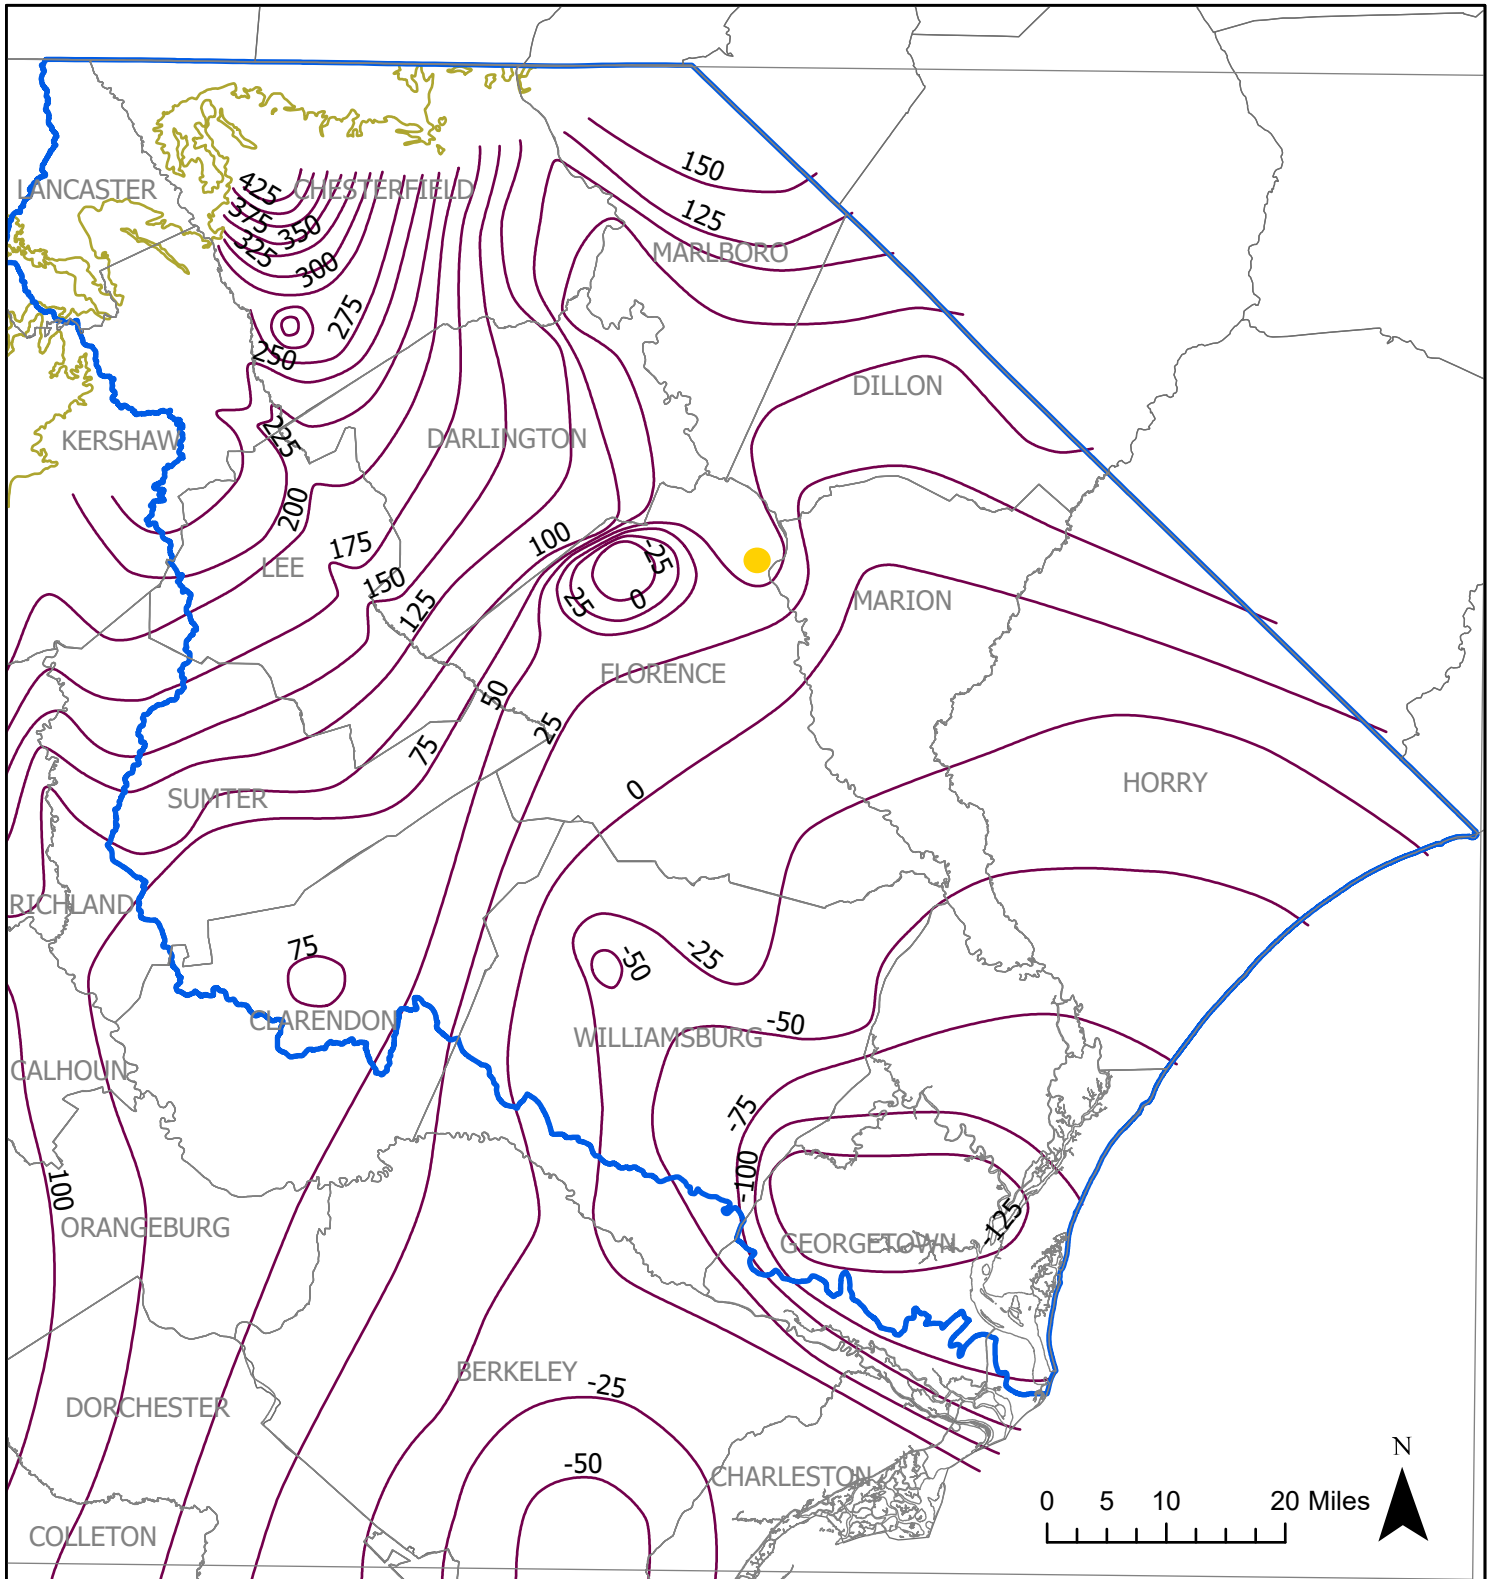 150
425
LANCASTER
CHESTERFIELD
375
125
350
325
MARLBORO
300
275
250
DILLON
225
KERSHAW
DARLINGTON
200
100
175
-25
LEE
150
25
0
MARION
125
FLORENCE
50
25
75
HORRY
0
SUMTER
RICHLAND
75
-50
-25
CLARENDON
-50
WILLIAMSBURG
CALHOUN
-75
-100
100
-125
ORANGEBURG
GEORGETOWN
BERKELEY
-25
DORCHESTER
-50
CHARLESTON
N
0 5 10 20 Miles
COLLETON